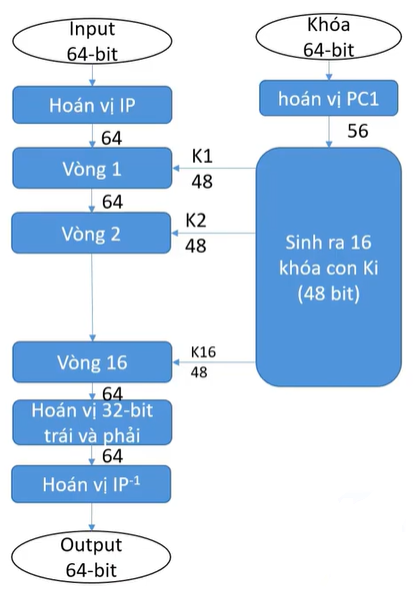 Input
64-bit
Khóa
64-bit
Hoán vị IP
hoán vị PC1
64
56
Vòng 1
K1
48
64
Vòng 2
K2
48
Sinh ra 16
khóa con Ki
(48 bit)
Vòng 16
K16
48
64
Hoán vị 32-bit
trái và phải
64
Hoán vị IP⁻¹
Output
64-bit